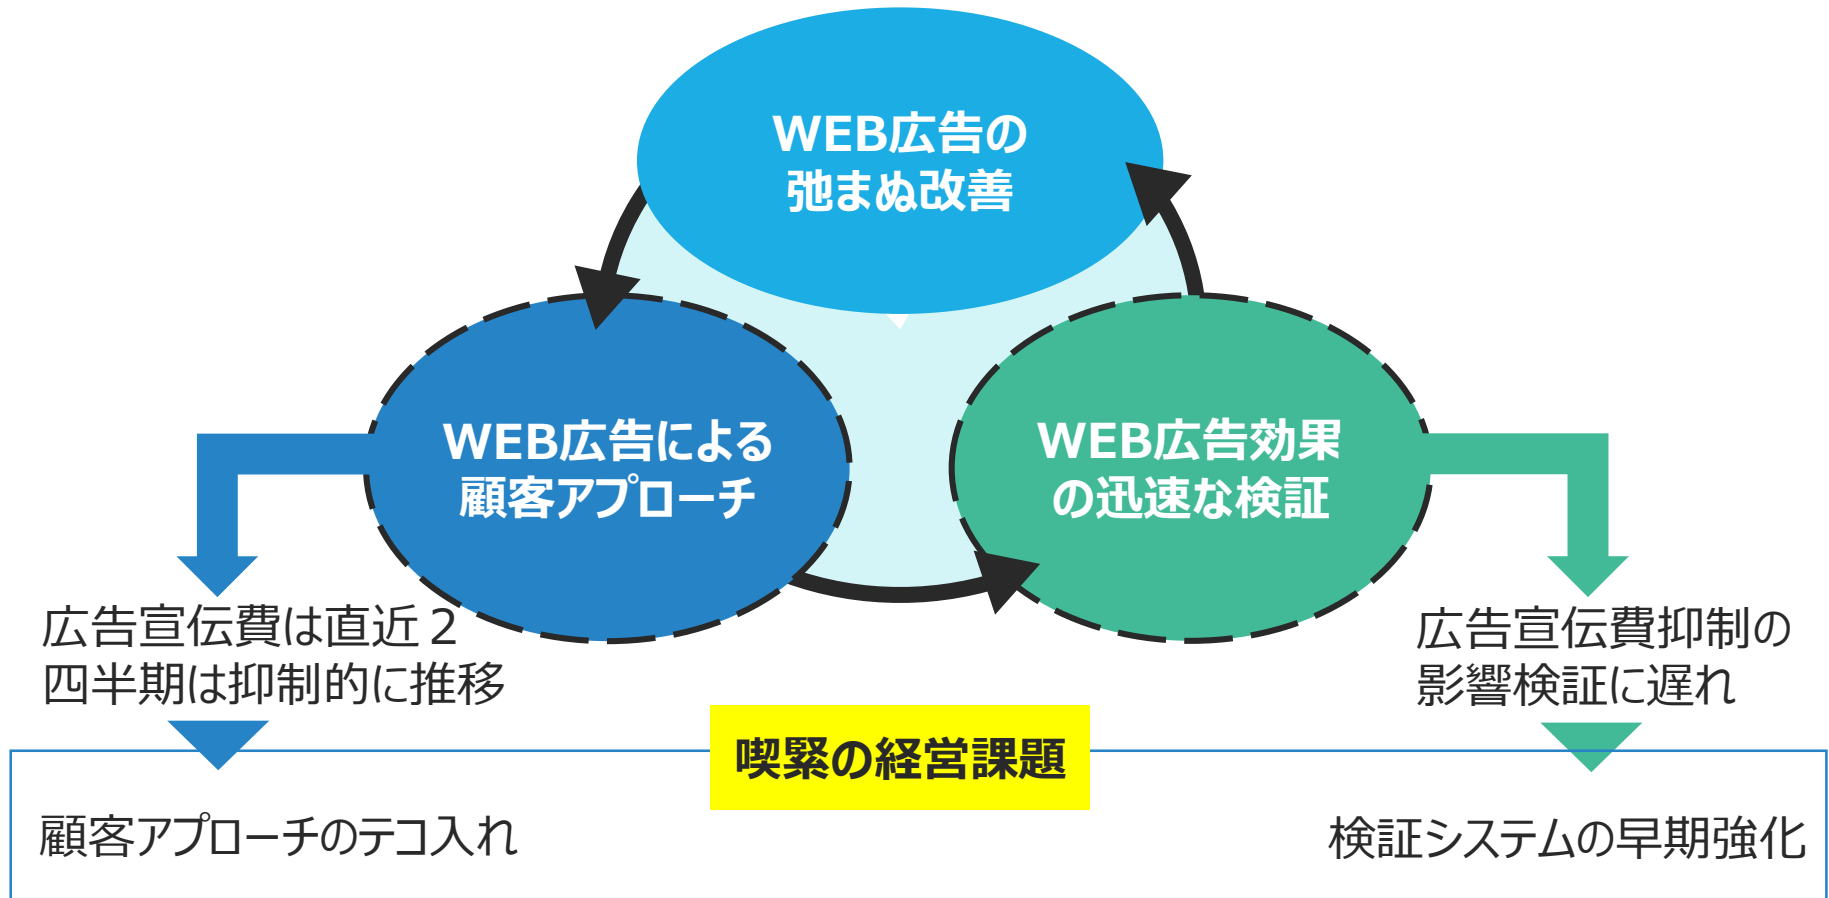 WEB広告の
弛まぬ改善
WEB広告による
顧客アプローチ
WEB広告効果
の迅速な検証
広告宣伝費は直近２
四半期は抑制的に推移
広告宣伝費抑制の
影響検証に遅れ
喫緊の経営課題
顧客アプローチのテコ入れ
検証システムの早期強化